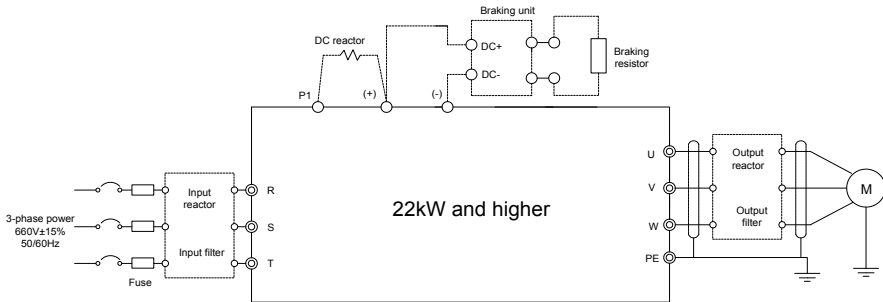 Braking unit
DC reactor
DC+
DC-
Braking
resistor
P1
(+)
(-)
U
V
W
PE
Output
reactor
Output
filter
M
R
S
T
Input
reactor
Input filter
3-phase power
660V±15%
50/60Hz
Fuse
22kW and higher